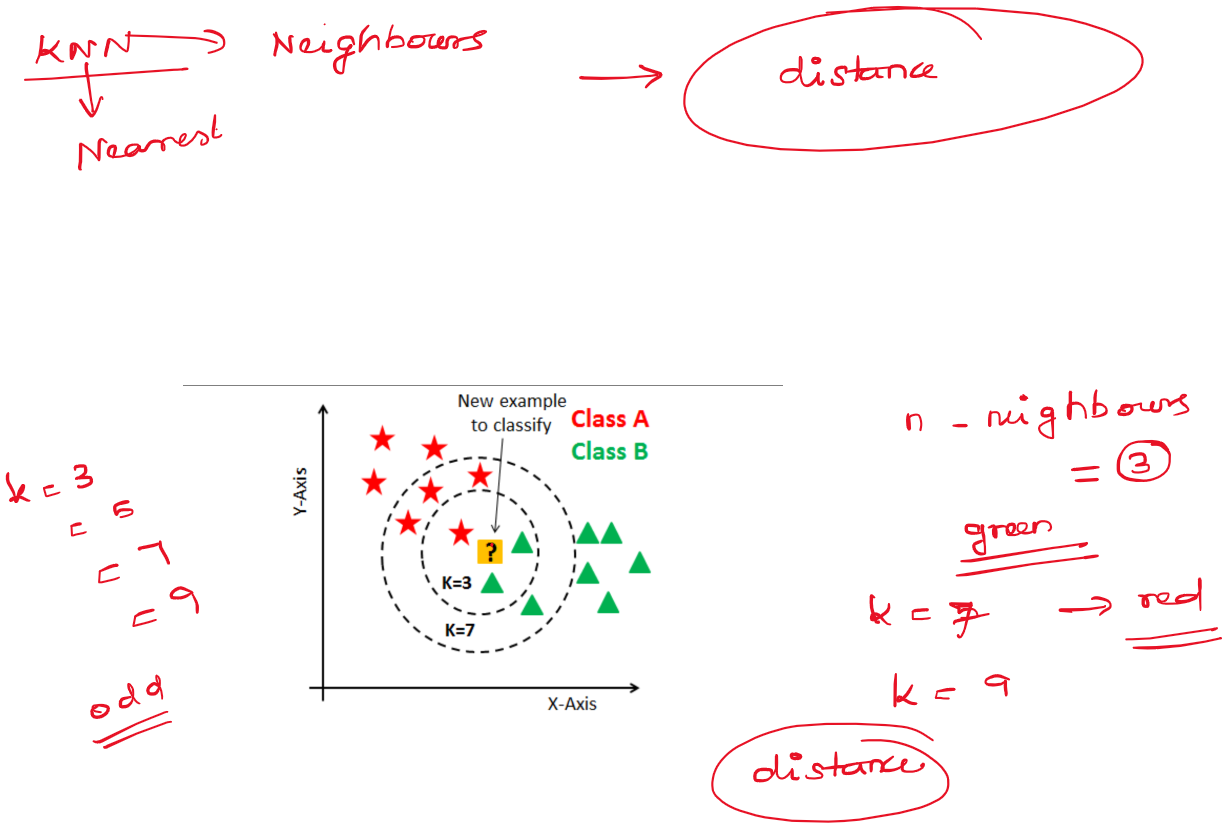 KNN → Neighbours → distance
Nearest
New example
to classify
Class A
Class B
Y-Axis
?
K=3
K=7
X-Axis
k = 3
= 5
= 7
= 9
odd
n - neighbours
= 3
green
k = 7 → red
k = 9
distance